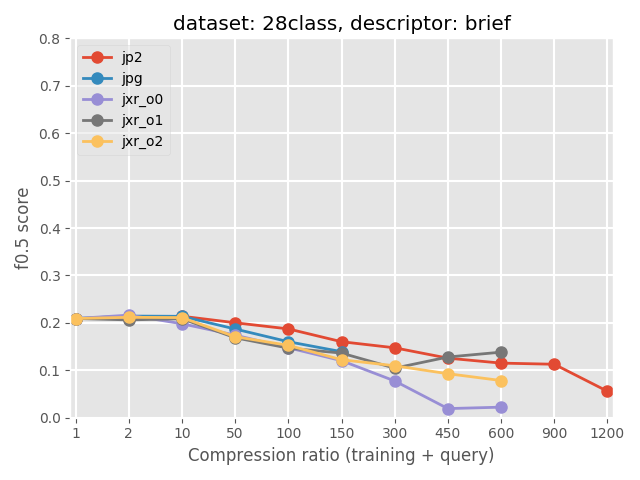 dataset: 28class, descriptor: brief
jp2
jpg
jxr_o0
jxr_o1
jxr_o2
f0.5 score
0.8
0.7
0.6
0.5
0.4
0.3
0.2
0.1
0.0
1 2 10 50 100 150 300 450 600 900 1200
Compression ratio (training + query)